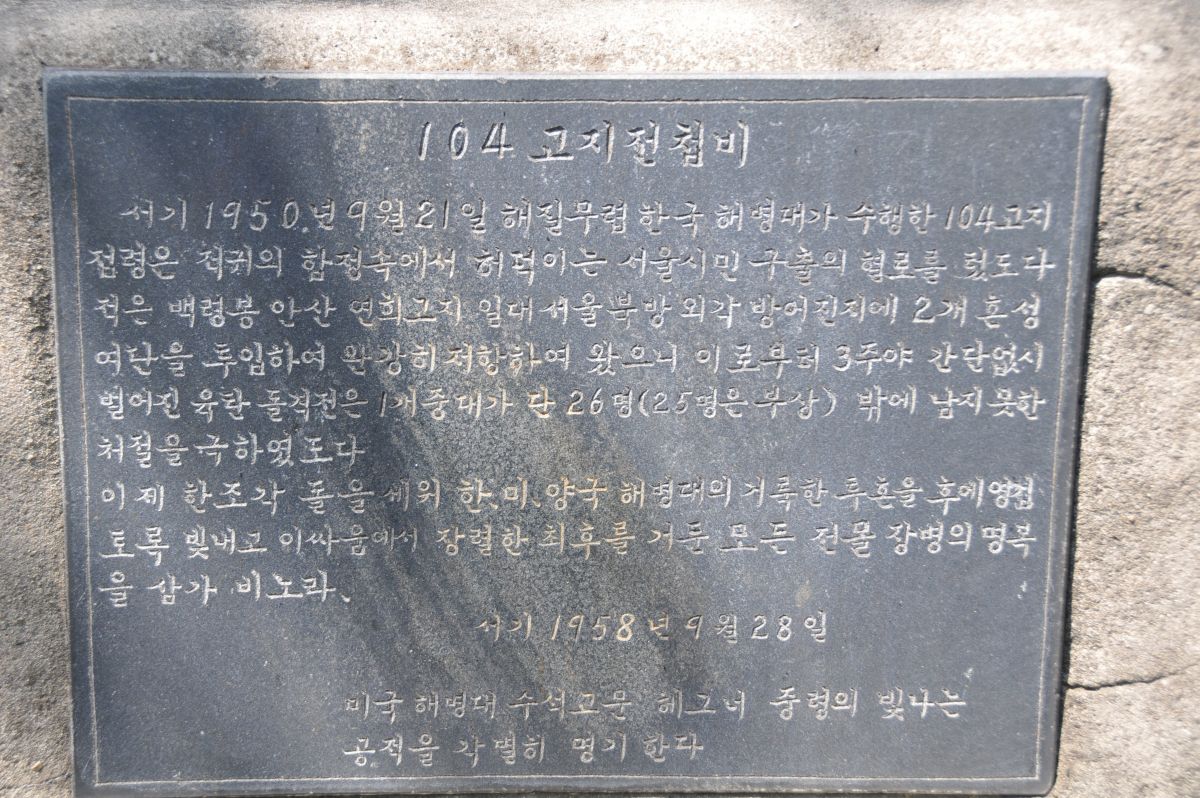 104 고지전첩비
서기 1950.년 9월 21일 해질무렵 한국 해병대가 수행한 104고지
점령은 적귀의 함정속에서 허덕이는 서울시민 구출의 혈로를 텄도다
적은 백령봉 안산 연희고지 일대 서울북방 외각 방어진지에 2개 혼성
여단을 투입하여 완강히 저항하여 왔으니 이로부터 3주야 간단없시
벌어진 육탄 돌격전은 1개중대가 단 26명(25명은 부상) 밖에 남지 못한
처절을 극하였도다
이제 한조각 돌을 세워 한、미、양국 해병대의 거룩한 투혼을 후에 영접
토록 빛내고 이싸움에서 장렬한 최후를 거둔 모든 전몰 장병의 명복
을 삼가 비노라、
서기 1958년 9월 28일
미국 해병대 수석고문 헤그너 중령의 빛나는
공적을 각별히 명기 한다